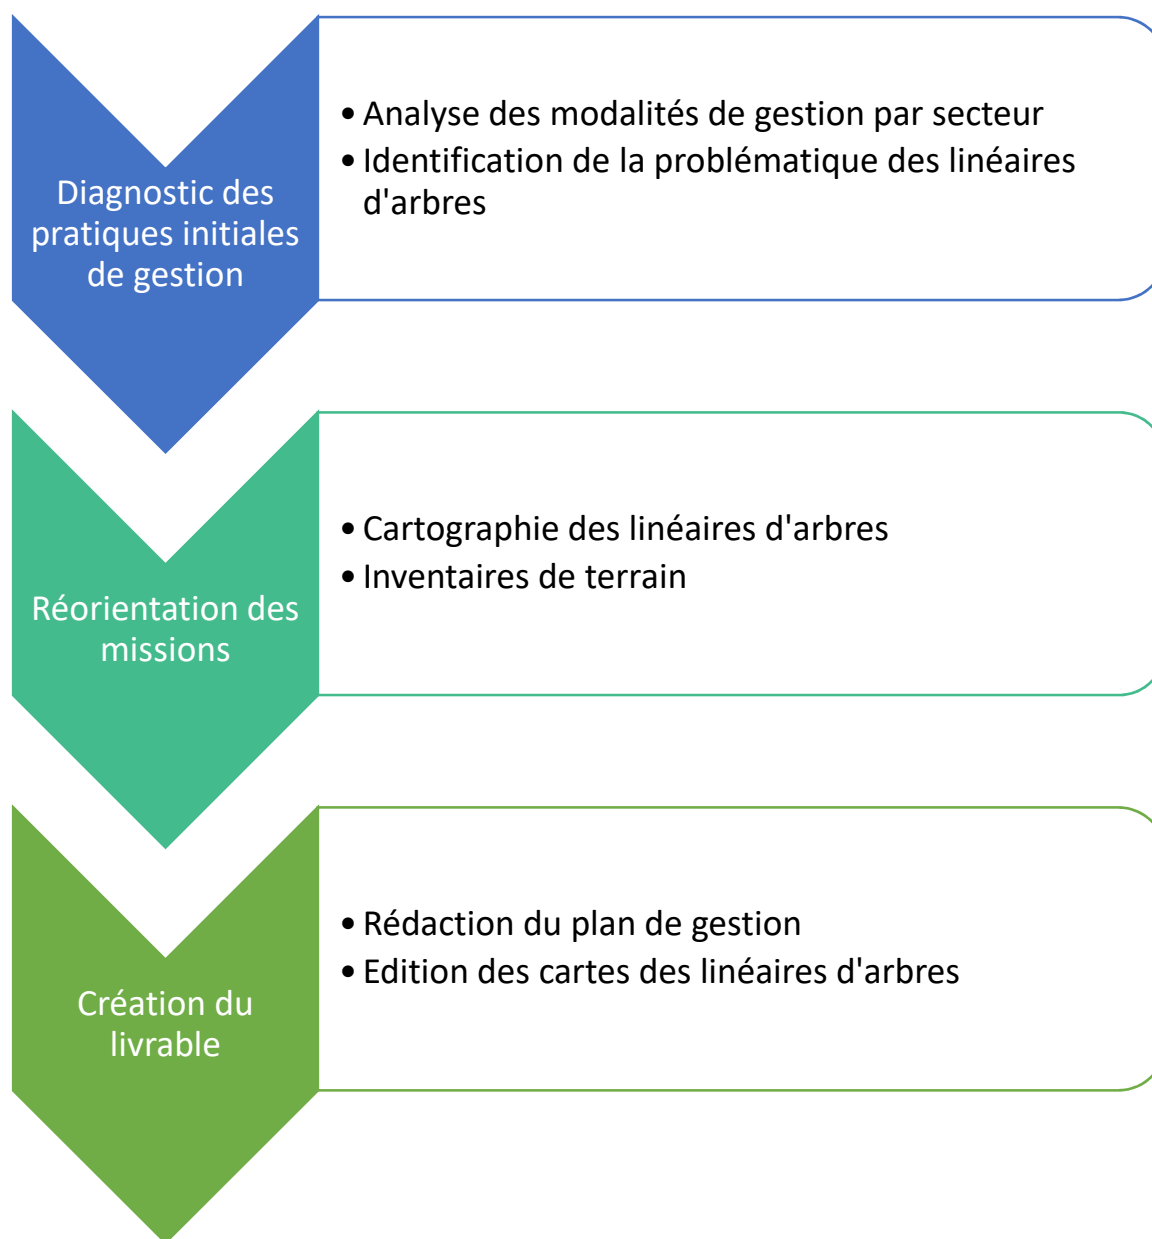 Diagnostic des
pratiques initiales
de gestion
• Analyse des modalités de gestion par secteur
• Identification de la problématique des linéaires
d'arbres
Réorientation des
missions
• Cartographie des linéaires d'arbres
• Inventaires de terrain
Création du
livrable
• Rédaction du plan de gestion
• Edition des cartes des linéaires d'arbres